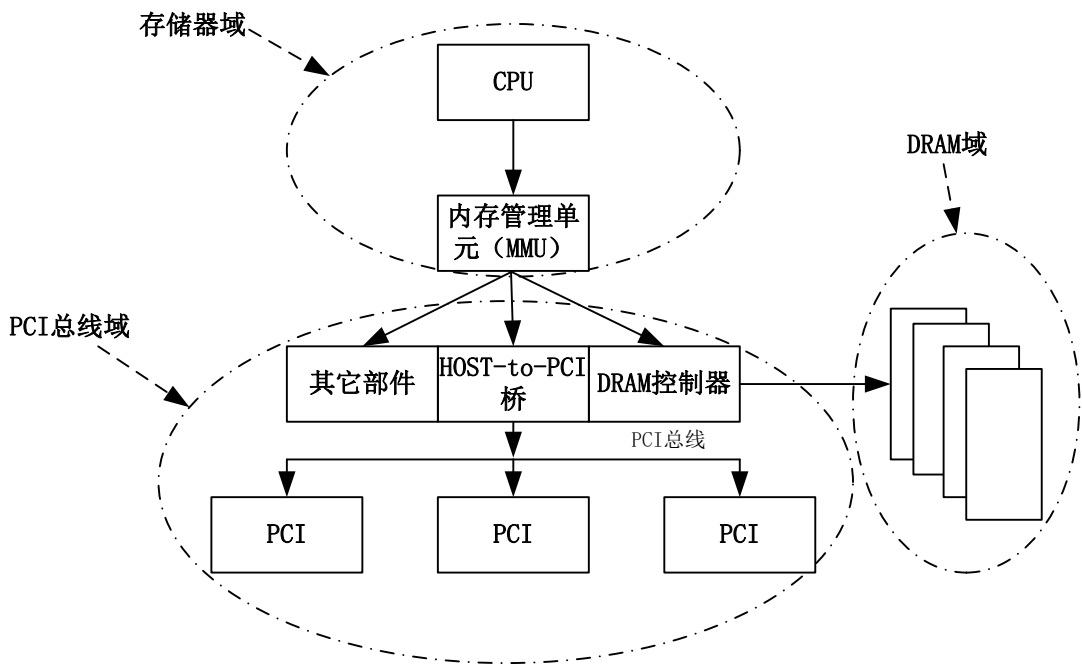 存储器域
CPU
DRAM域
内存管理单
元（MMU）
PCI总线域
其它部件
HOST-to-PCI
桥
DRAM控制器
PCI总线
PCI
PCI
PCI